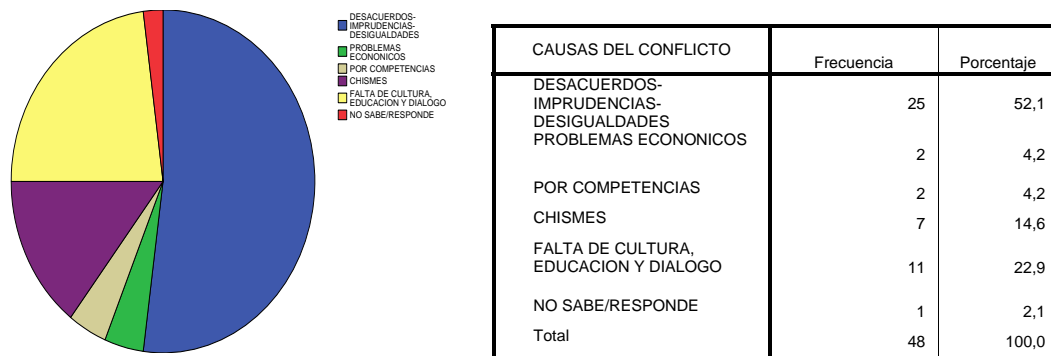 DESACUERDOS-
IMPRUDENCIAS-
DESIGUALDADES
PROBLEMAS
ECONONICOS
POR COMPETENCIAS
CHISMES
FALTA DE CULTURA,
EDUCACION Y DIALOGO
NO SABE/RESPONDE
CAUSAS DEL CONFLICTO Frecuencia Porcentaje
DESACUERDOS-
IMPRUDENCIAS- 25 52,1
DESIGUALDADES
PROBLEMAS ECONONICOS
2 4,2
POR COMPETENCIAS 2 4,2
CHISMES 7 14,6
FALTA DE CULTURA,
EDUCACION Y DIALOGO 11 22,9
NO SABE/RESPONDE 1 2,1
Total 48 100,0